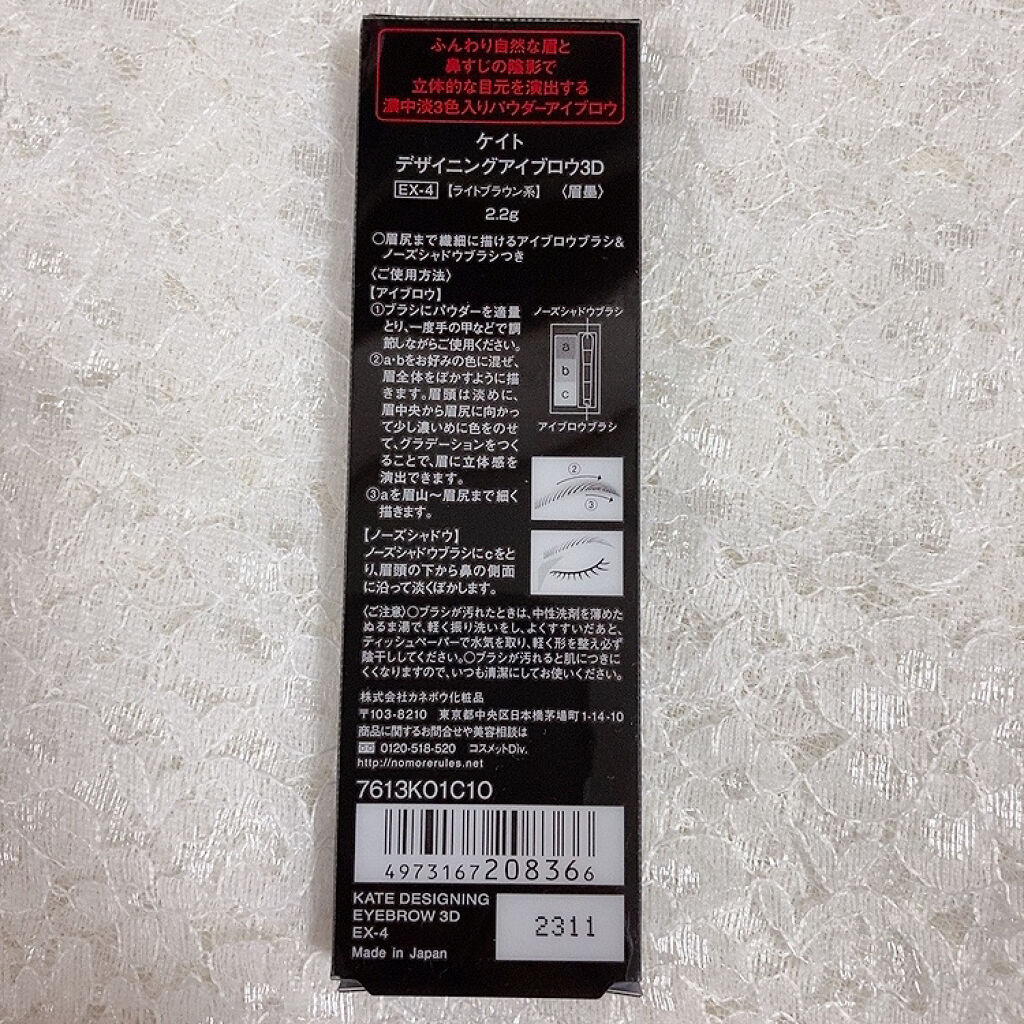 ふんわり自然な眉と
鼻すじの陰影で
立体的な目元を演出する
濃中淡3色入りパウダーアイブロウ
ケイト
デザイニングアイブロウ3D
EX-4 【ライトブラウン系】 〈眉墨〉
2.2g
○眉尻まで繊細に描けるアイブロウブラシ&
ノーズシャドウブラシつき
〈ご使用方法〉
【アイブロウ】
①ブラシにパウダーを適量
とり、一度手の甲などで調
節しながらご使用ください。
②a・bをお好みの色に混ぜ、
眉全体をぼかすように描
きます。眉頭は淡めに、
眉中央から眉尻に向かっ
て少し濃いめに色をのせ
て、グラデーションをつく
ることで、眉に立体感を
演出できます。
③aを眉山〜眉尻まで細く
描きます。
ノーズシャドウブラシ
a
b
c
アイブロウブラシ
②
③
【ノーズシャドウ】
ノーズシャドウブラシにcをと
り、眉頭の下から鼻の側面
に沿って淡くぼかします。
〈ご注意〉○ブラシが汚れたときは、中性洗剤を薄めた
ぬるま湯で、軽く振り洗いをし、よくすすいだあと、
ティッシュペーパーで水気を取り、軽く形を整え必ず
陰干ししてください。○ブラシが汚れると肌につきに
くくなりますので、いつも清潔にしてお使いください。
株式会社カネボウ化粧品
〒103-8210 東京都中央区日本橋茅場町1-14-10
商品に関するお問合せや美容相談は
0120-518-520 コスメットDiv.
http://nomorerules.net
7613K01C10
4973167208366
KATE DESIGNING
EYEBROW 3D
EX-4
Made in Japan
2311